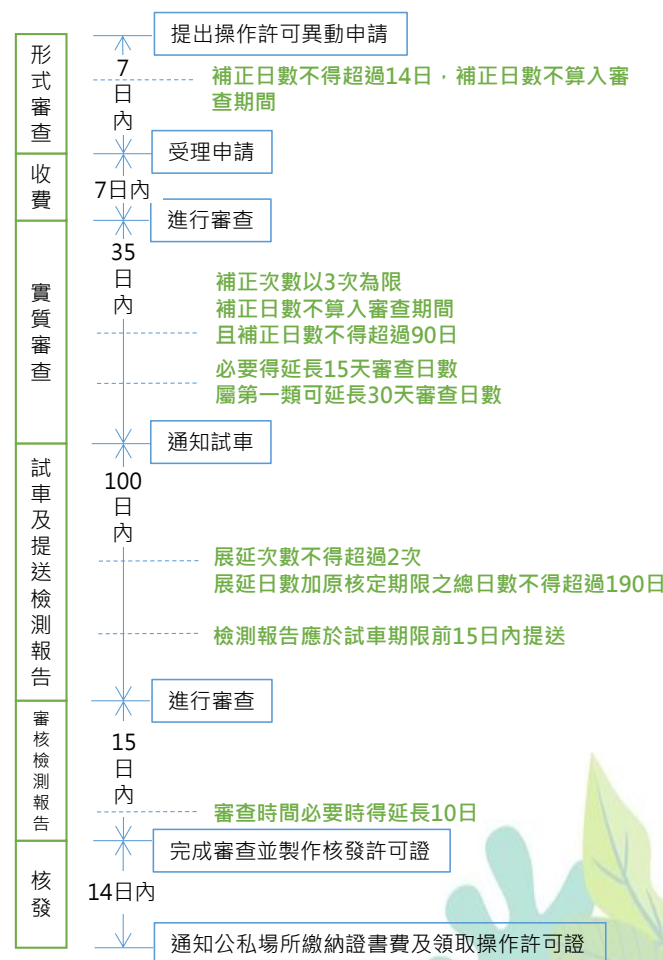 提出操作許可異動申請
形式審查
7日內
補正日數不得超過14日，補正日數不算入審
查期間
受理申請
收費
7日內
進行審查
實質審查
35日內
補正次數以3次為限
補正日數不算入審查期間
且補正日數不得超過90日
必要得延長15天審查日數
屬第一類可延長30天審查日數
通知試車
試車及提送檢測報告
100日內
展延次數不得超過2次
展延日數加原核定期限之總日數不得超過190日
檢測報告應於試車期限前15日內提送
進行審查
審核檢測報告
15日內
審查時間必要時得延長10日
完成審查並製作核發許可證
核發
14日內
通知公私場所繳納證書費及領取操作許可證